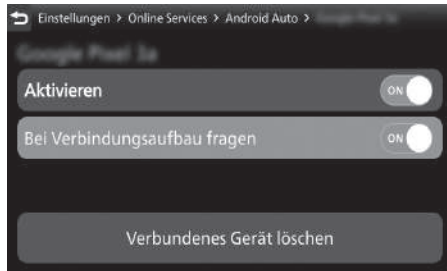 Einstellungen > Online Services > Android Auto >
Aktivieren
ON
Bei Verbindungsaufbau fragen
ON
Verbundenes Gerät löschen